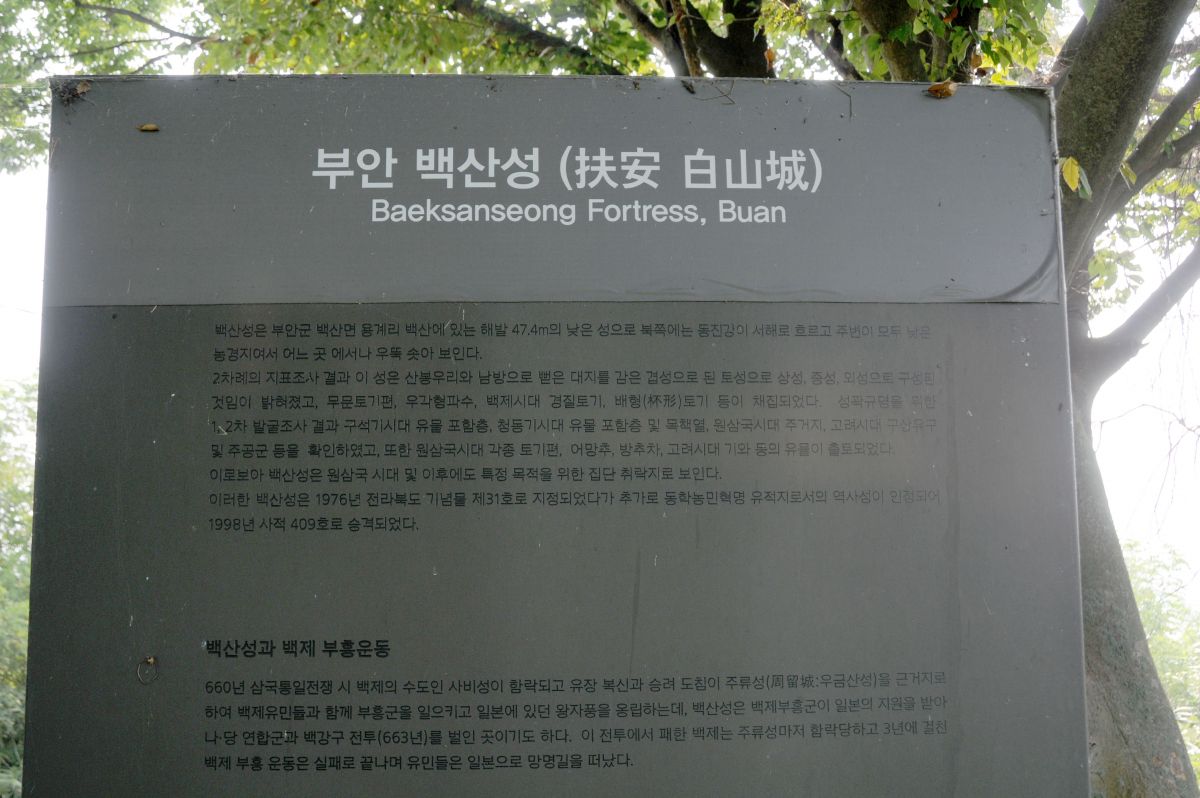 부안 백산성 (扶安 白山城)
Baeksanseong Fortress, Buan
백산성은 부안군 백산면 용계리 백산에 있는 해발 47.4m의 낮은 성으로 북쪽에는 동진강이 서해로 흐르고 주변이 모두 낮은
농경지여서 어느 곳 에서나 우뚝 솟아 보인다.
2차례의 지표조사 결과 이 성은 산봉우리와 남방으로 뻗은 대지를 감은 겹성으로 된 토성으로 상성, 중성, 외성으로 구성된
것임이 밝혀졌고, 무문토기편, 우각형파수, 백제시대 경질토기, 배형(杯形)토기 등이 채집되었다. 성곽규명을 위한
1, 2차 발굴조사 결과 구석기시대 유물 포함층, 청동기시대 유물 포함층 및 목책열, 원삼국시대 주거지, 고려시대 구상유구
및 주공군 등을 확인하였고, 또한 원삼국시대 각종 토기편, 어망추, 방추차, 고려시대 기와 동의 유물이 출토되었다.
이로보아 백산성은 원삼국 시대 및 이후에도 특정 목적을 위한 집단 취락지로 보인다.
이러한 백산성은 1976년 전라북도 기념물 제31호로 지정되었다가 추가로 동학농민혁명 유적지로서의 역사성이 인정되어
1998년 사적 409호로 승격되었다.
백산성과 백제 부흥운동
660년 삼국통일전쟁 시 백제의 수도인 사비성이 함락되고 유장 복신과 승려 도침이 주류성(周留城:우금산성)을 근거지로
하여 백제유민들과 함께 부흥군을 일으키고 일본에 있던 왕자풍을 옹립하는데, 백산성은 백제부흥군이 일본의 지원을 받아
나·당 연합군과 백강구 전투(663년)를 벌인 곳이기도 하다. 이 전투에서 패한 백제는 주류성마저 함락당하고 3년에 걸친
백제 부흥 운동은 실패로 끝나며 유민들은 일본으로 망명길을 떠났다.